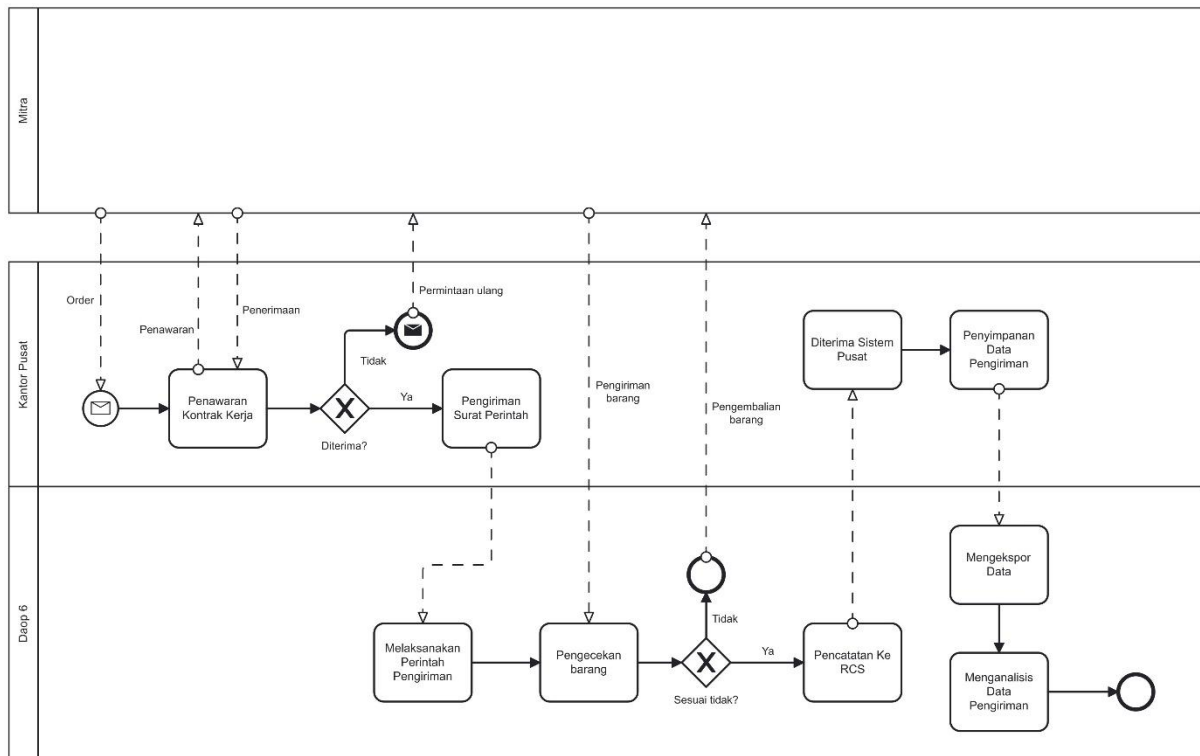 Mitra
Kantor Pusat
Order
Penawaran
Penerimaan
Permintaan ulang
Penawaran
Kontrak Kerja
Tidak
Diterima?
Ya
Pengiriman
Surat Perintah
Pengiriman
barang
Pengembalian
barang
Diterima Sistem
Pusat
Penyimpanan
Data
Pengiriman
Daop 6
Melaksanakan
Perintah
Pengiriman
Pengecekan
barang
Tidak
Sesuai tidak?
Ya
Pencatatan Ke
RCS
Mengekspor
Data
Menganalisis
Data
Pengiriman